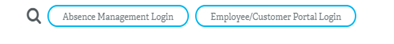 Absence Management Login
Employee/Customer Portal Login